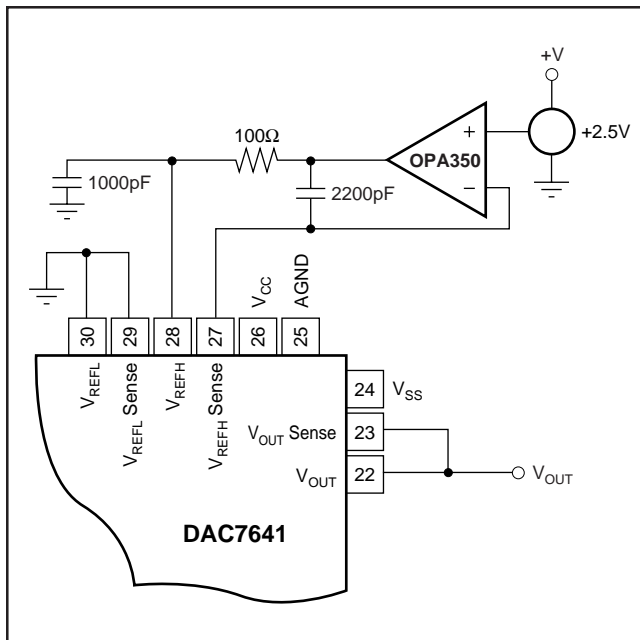 +V
+2.5V
+
OPA350
−
100Ω
1000pF
2200pF
30
29
28
27
26
25
V_CC
AGND
V_REFL
V_REFL Sense
V_REFH
V_REFH Sense
24 V_SS
V_OUT Sense 23
V_OUT 22
V_OUT
DAC7641